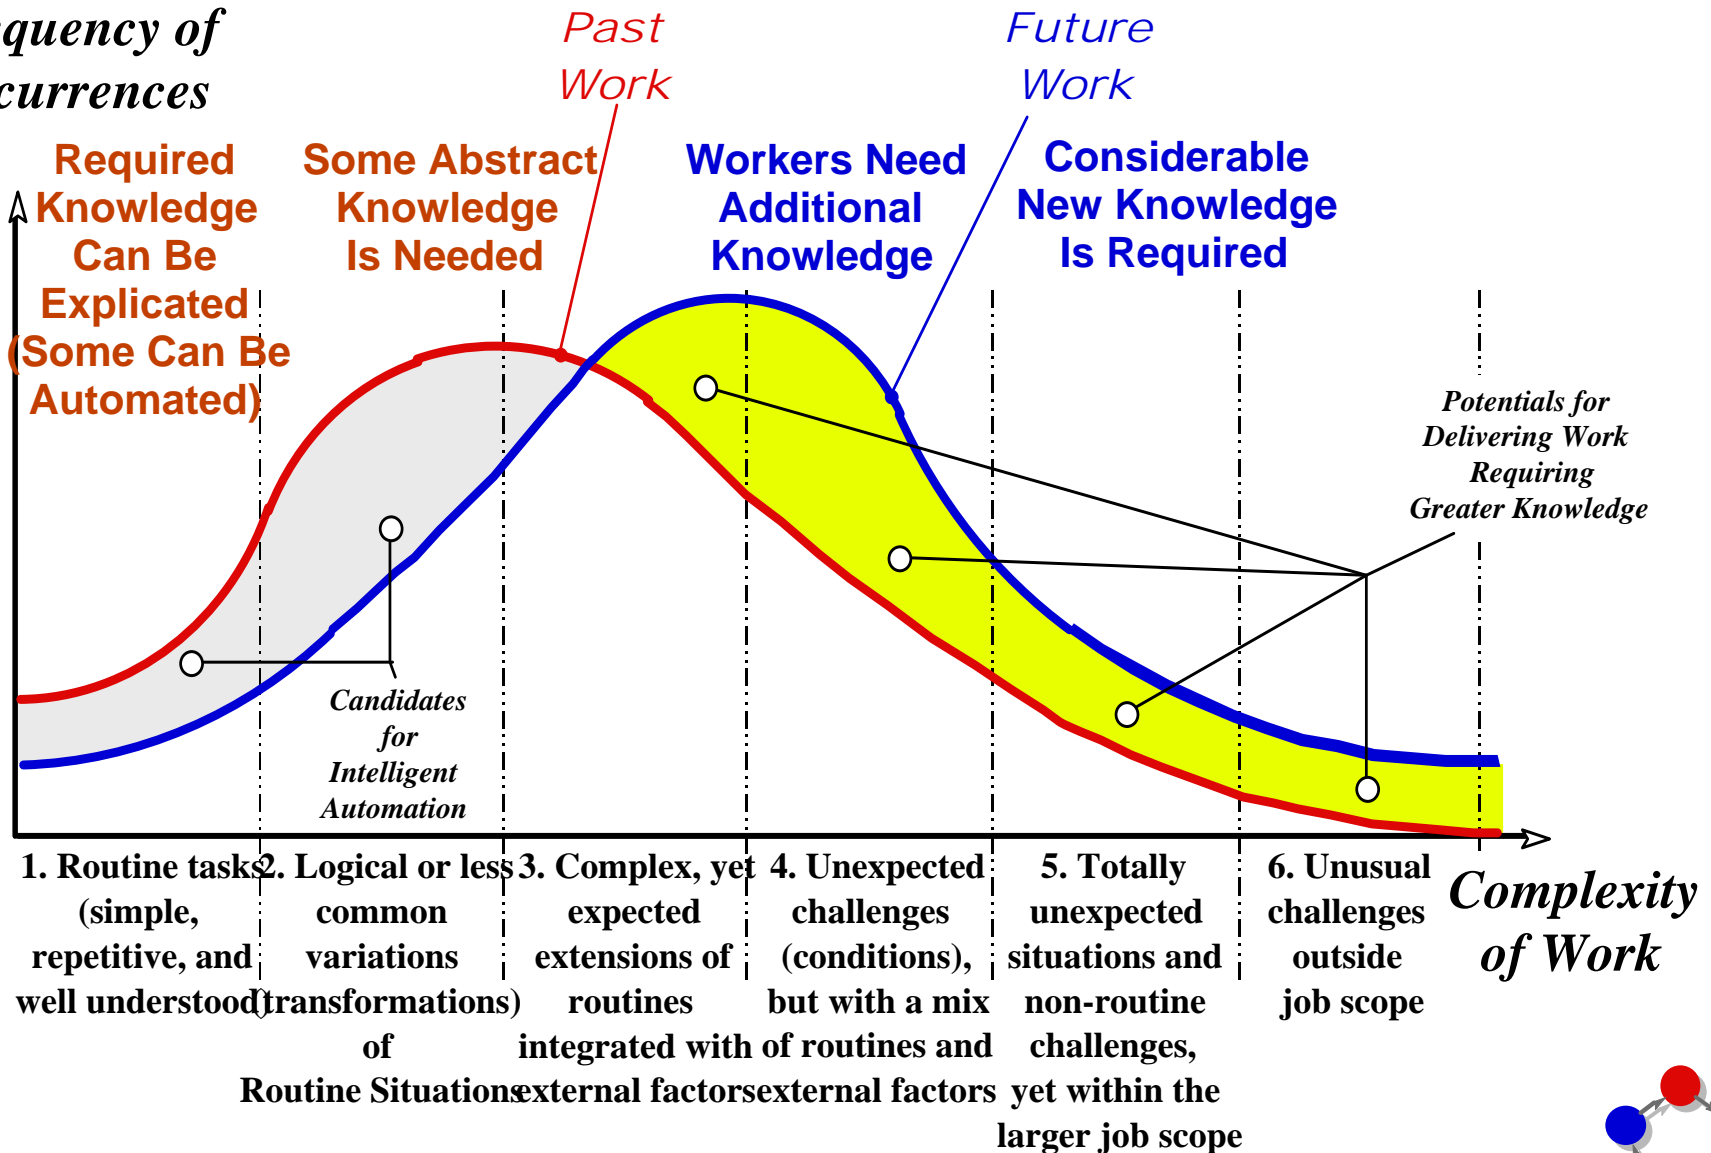 quency of
currences
Past
Work
Future
Work
Required
Knowledge
Can Be
Explicated
(Some Can Be
Automated)
Some Abstract
Knowledge
Is Needed
Workers Need
Additional
Knowledge
Considerable
New Knowledge
Is Required
Potentials for
Delivering Work
Requiring
Greater Knowledge
Candidates
for
Intelligent
Automation
1. Routine tasks
(simple,
repetitive, and
well understood)
2. Logical or less
common
variations
(transformations)
of
Routine Situations
3. Complex, yet
expected
extensions of
routines
integrated with
external factors
4. Unexpected
challenges
(conditions),
but with a mix
of routines and
external factors
5. Totally
unexpected
situations and
non-routine
challenges,
yet within the
larger job scope
6. Unusual
challenges
outside
job scope
Complexity
of Work